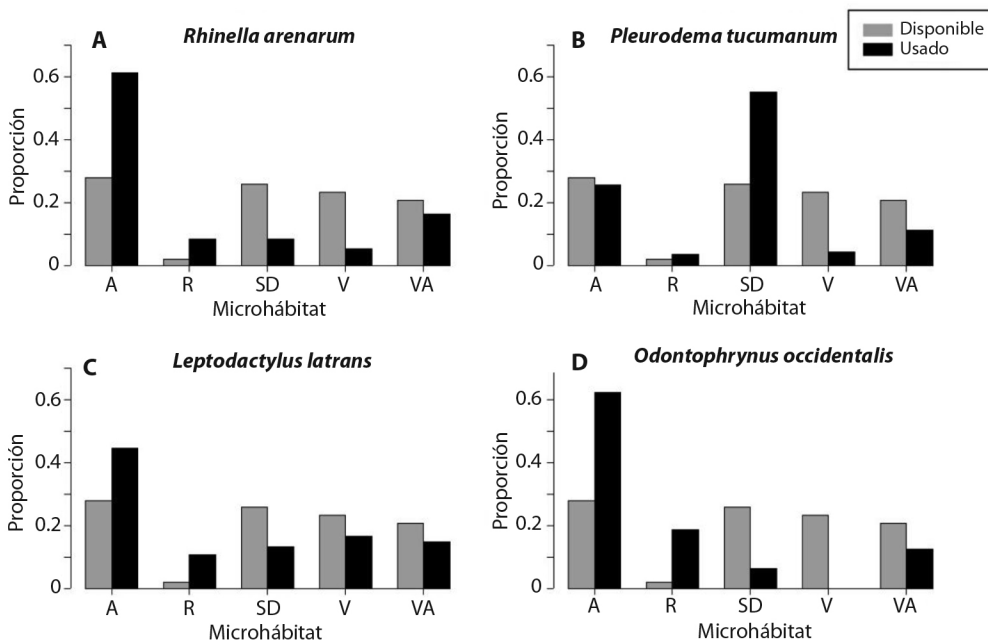 Disponible
Usado
A
Rhinella arenarum
Proporción
0.6
0.4
0.2
0
A R SD V VA
Microhábitat
B
Pleurodema tucumanum
Proporción
0.6
0.4
0.2
0
A R SD V VA
Microhábitat
C
Leptodactylus latrans
Proporción
0.6
0.4
0.2
0
A R SD V VA
Microhábitat
D
Odontophrynus occidentalis
Proporción
0.6
0.4
0.2
0
A R SD V VA
Microhábitat